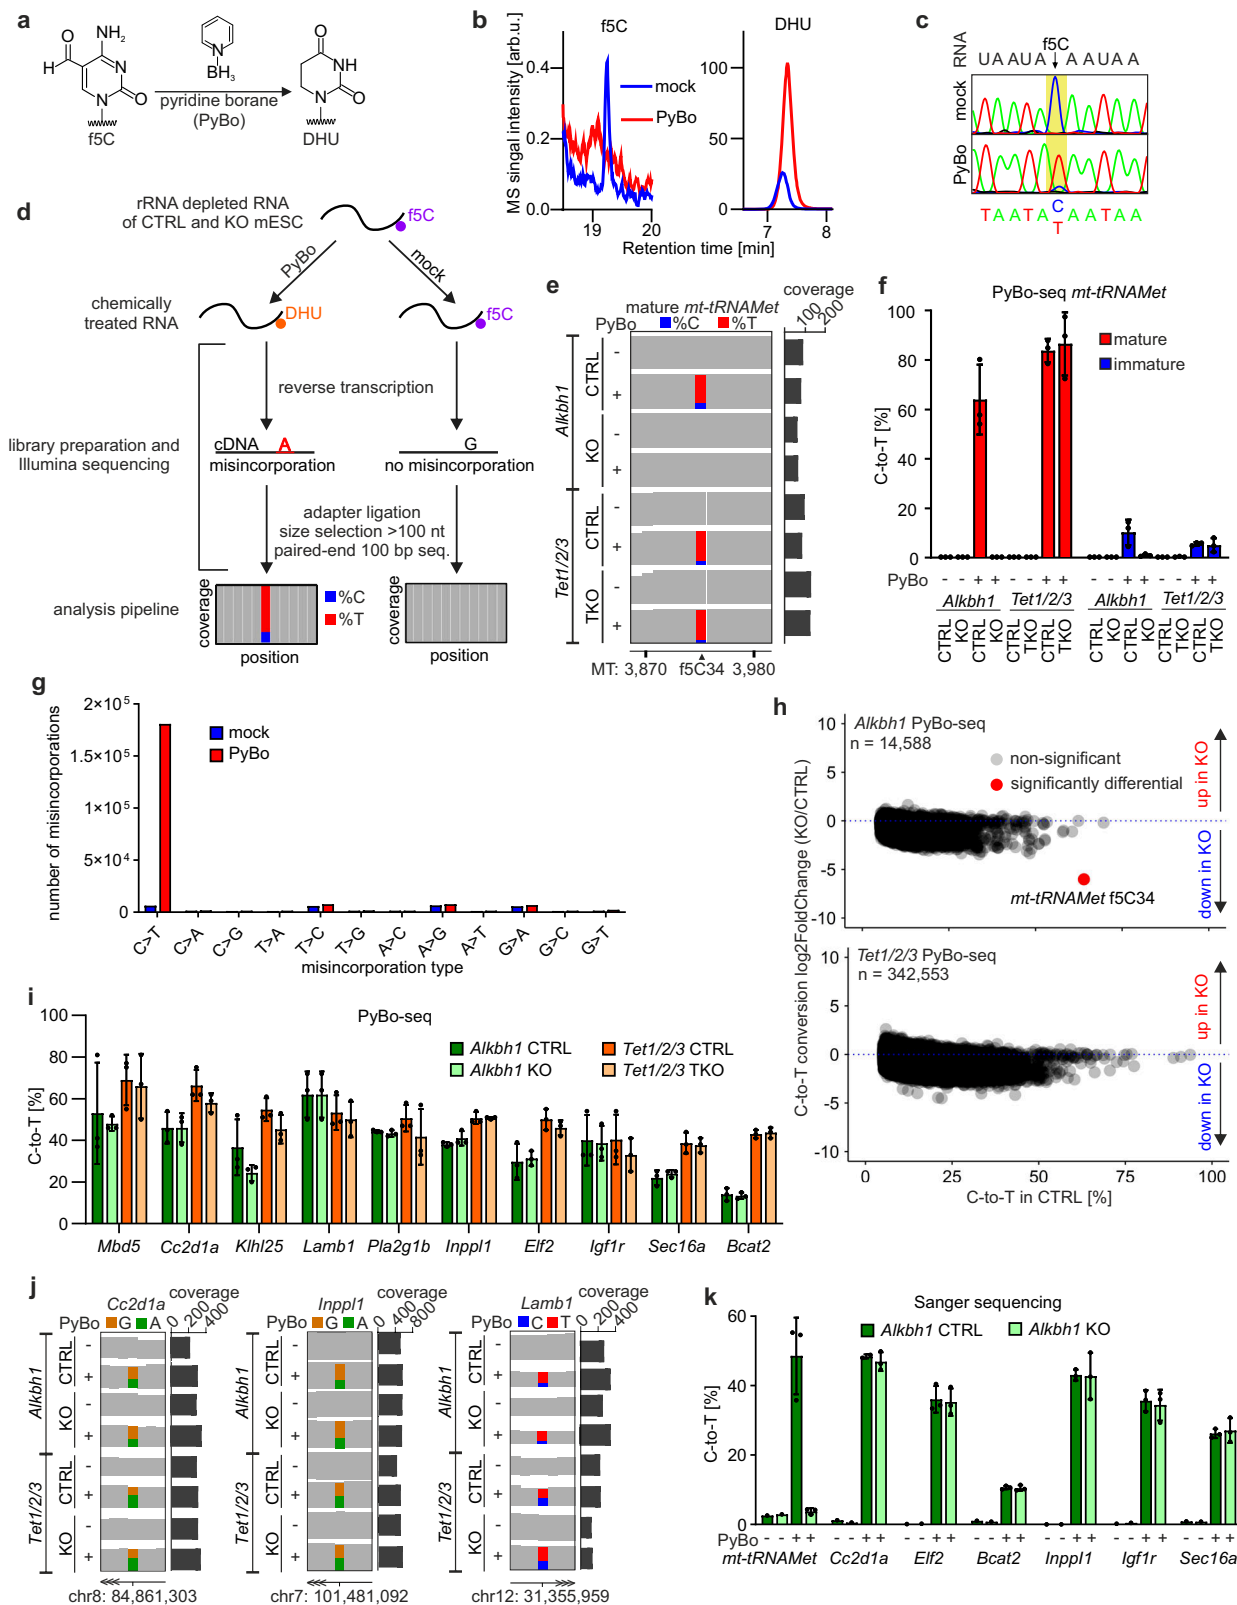 a
O
NH2
H
N
N
O
f5C
N
BH3
pyridine borane
(PyBo)
O
NH
N
O
DHU
b
f5C
DHU
MS singal intensity [arb.u.]
0.4
0.2
0.0
mock
PyBo
100
50
0
19
20
7
8
Retention time [min]
c
RNA
f5C
U A A U A A A U A A
mock
PyBo
T A A T A C A A T A A
T
d
rRNA depleted RNA
of CTRL and KO mESC
f5C
PyBo
mock
chemically
treated RNA
DHU
f5C
reverse transcription
library preparation and
Illumina sequencing
cDNA A
misincorporation
G
no misincorporation
adapter ligation
size selection >100 nt
paired-end 100 bp seq.
analysis pipeline
coverage
position
%C
%T
coverage
position
e
mature mt-tRNAMet
coverage
PyBo %C %T
100
200
Alkbh1
CTRL
-
+
KO
-
+
Tet1/2/3
CTRL
-
+
TKO
-
+
MT: 3,870 f5C34 3,980
f
PyBo-seq mt-tRNAMet
C-to-T [%]
100
80
60
40
20
0
mature
immature
PyBo - - + + - - + + - - + + - - + +
Alkbh1 Tet1/2/3 Alkbh1 Tet1/2/3
CTRL KO CTRL KO CTRL TKO CTRL TKO CTRL KO CTRL KO CTRL TKO CTRL TKO
g
number of misincorporations
2×10⁵
1.5×10⁵
1×10⁵
5×10⁴
0
mock
PyBo
C>T C>A C>G T>A T>C T>G A>C A>G A>T G>A G>C G>T
misincorporation type
h
C-to-T conversion log2FoldChange (KO/CTRL)
10
5
0
-5
-10
Alkbh1 PyBo-seq
n = 14,588
non-significant
significantly differential
mt-tRNAMet f5C34
up in KO
down in KO
10
5
0
-5
-10
Tet1/2/3 PyBo-seq
n = 342,553
up in KO
down in KO
0 25 50 75 100
C-to-T in CTRL [%]
i
PyBo-seq
C-to-T [%]
100
80
60
40
20
0
Alkbh1 CTRL
Alkbh1 KO
Tet1/2/3 CTRL
Tet1/2/3 TKO
Mbd5 Cc2d1a Klhl25 Lamb1 Pla2g1b Inppl1 Elf2 Igf1r Sec16a Bcat2
j
Cc2d1a
coverage
PyBo G A
0 200 400
Alkbh1
CTRL
-
+
KO
-
+
Tet1/2/3
CTRL
-
+
KO
-
+
chr8: 84,861,303
Inppl1
coverage
PyBo G A
0 400 800
Alkbh1
CTRL
-
+
KO
-
+
Tet1/2/3
CTRL
-
+
KO
-
+
chr7: 101,481,092
Lamb1
coverage
PyBo C T
0 200 400
Alkbh1
CTRL
-
+
KO
-
+
Tet1/2/3
CTRL
-
+
KO
-
+
chr12: 31,355,959
k
Sanger sequencing
C-to-T [%]
60
40
20
0
Alkbh1 CTRL
Alkbh1 KO
PyBo - - + + - - + + - - + + - - + + - - + + - - + + - - + +
mt-tRNAMet Cc2d1a Elf2 Bcat2 Inppl1 Igf1r Sec16a